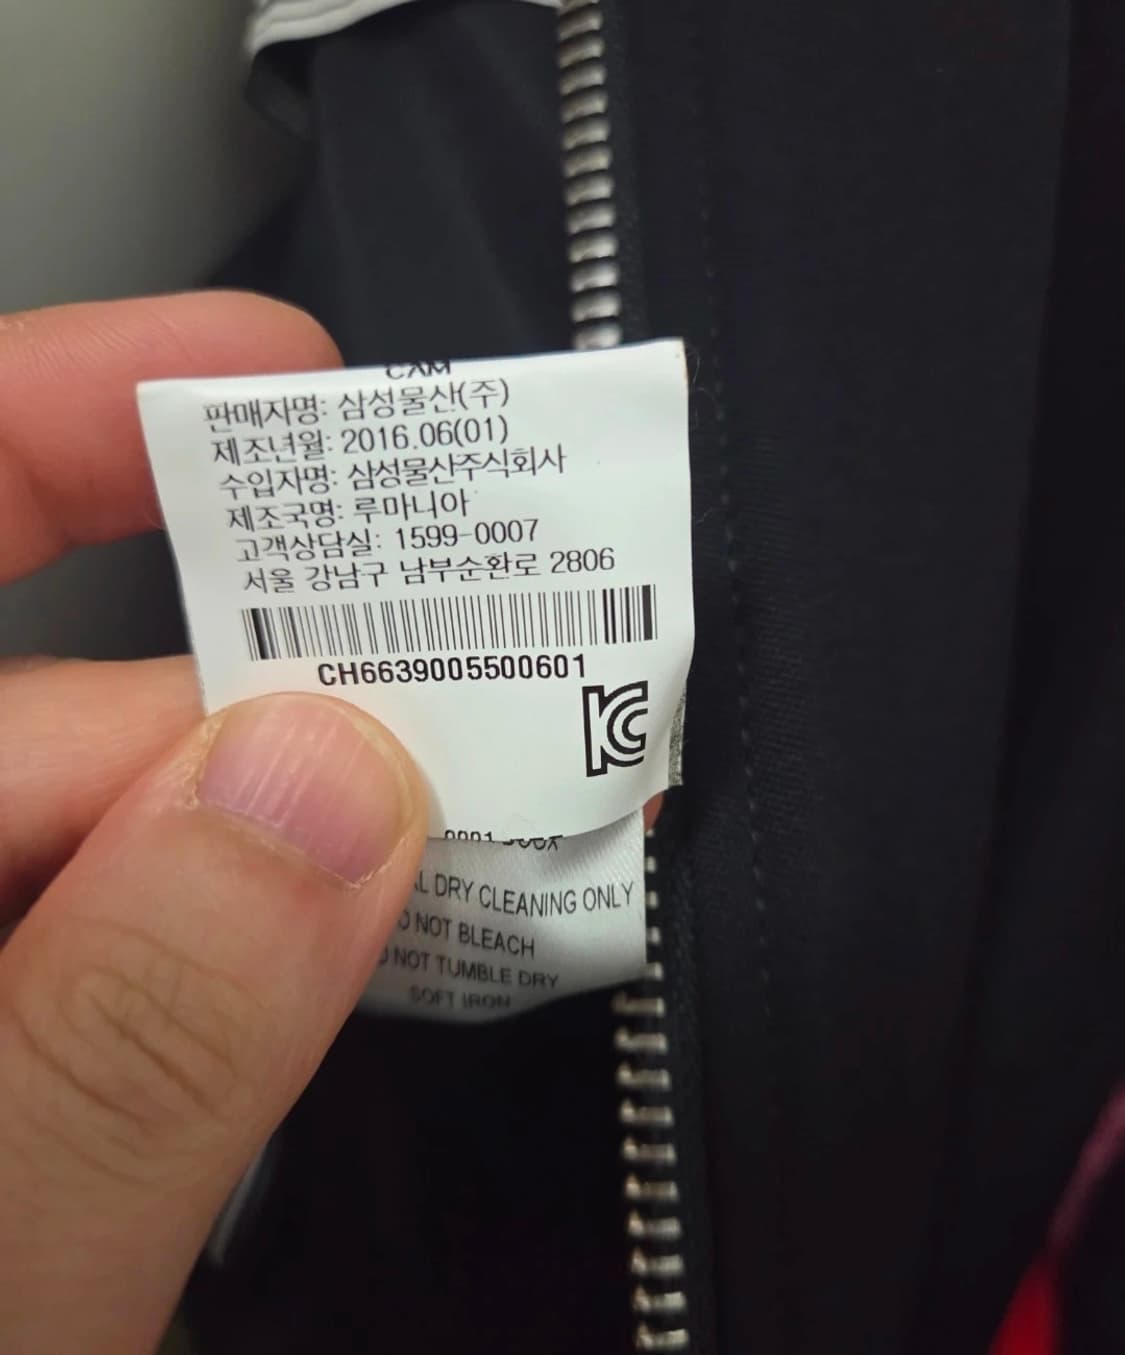 판매자명: 삼성물산(주)
제조년월: 2016.06(01)
수입자명: 삼성물산주식회사
제조국명: 루마니아
고객상담실: 1599-0007
서울 강남구 남부순환로 2806
CH6639005500601
KC
DRY CLEANING ONLY
NOT BLEACH
NOT TUMBLE DRY
SOFT IRON